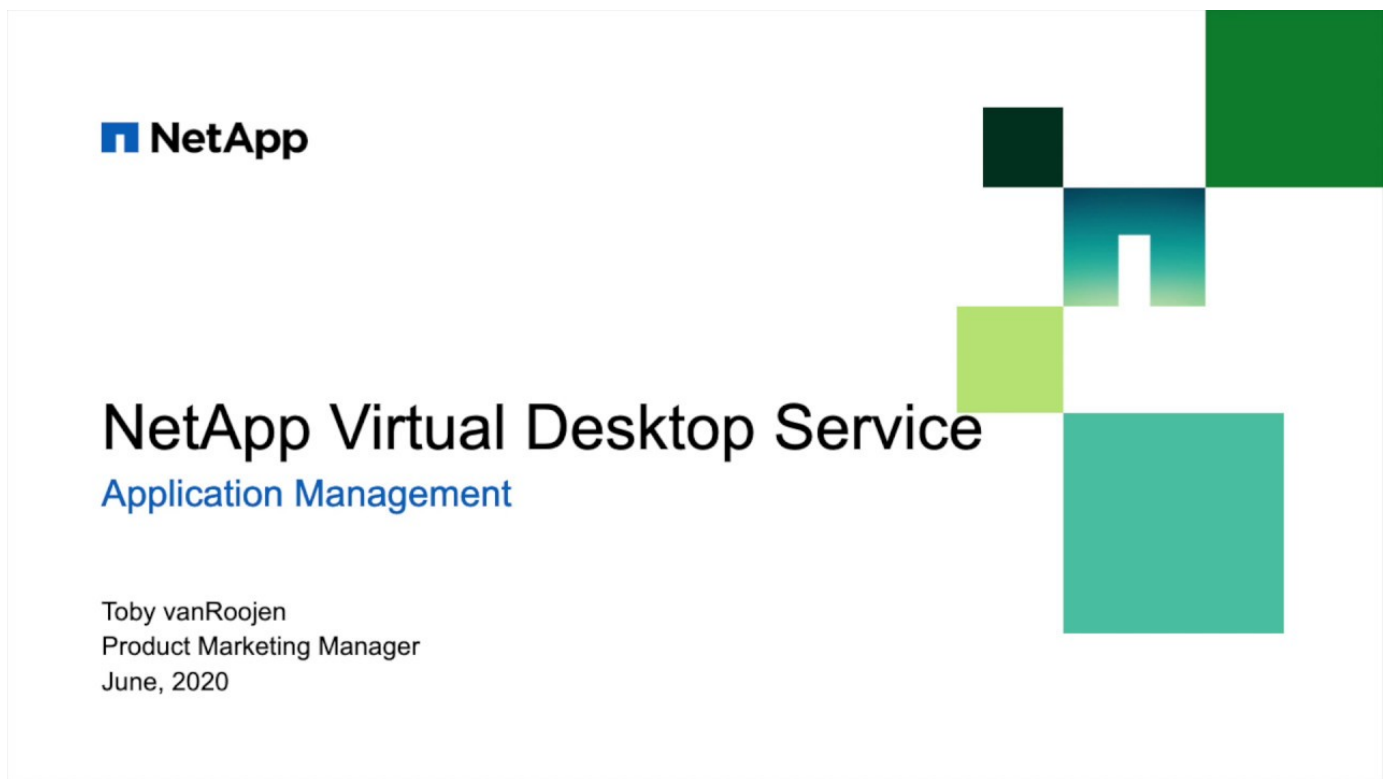 NetApp
NetApp Virtual Desktop Service
Application Management
Toby vanRoojen
Product Marketing Manager
June, 2020